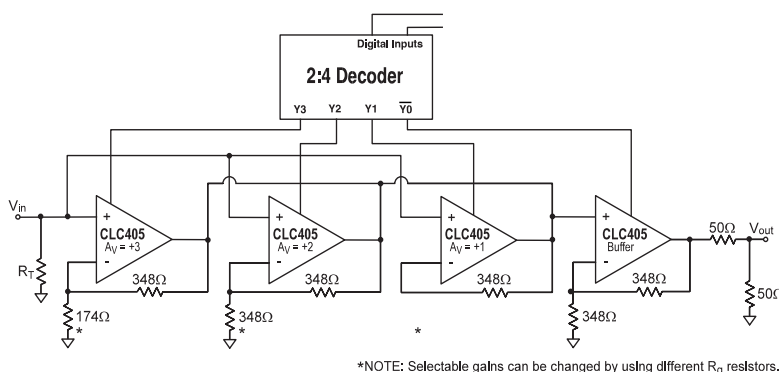 Digital Inputs
2:4 Decoder
Y3 Y2 Y1 Y0
Vin
+
CLC405
AV = +3
-
+
CLC405
AV = +2
-
+
CLC405
AV = +1
-
+
CLC405
Buffer
-
50Ω
Vout
RT
348Ω
348Ω
348Ω
348Ω
50Ω
174Ω
*
348Ω
*
*
348Ω
*NOTE: Selectable gains can be changed by using different Rg resistors.